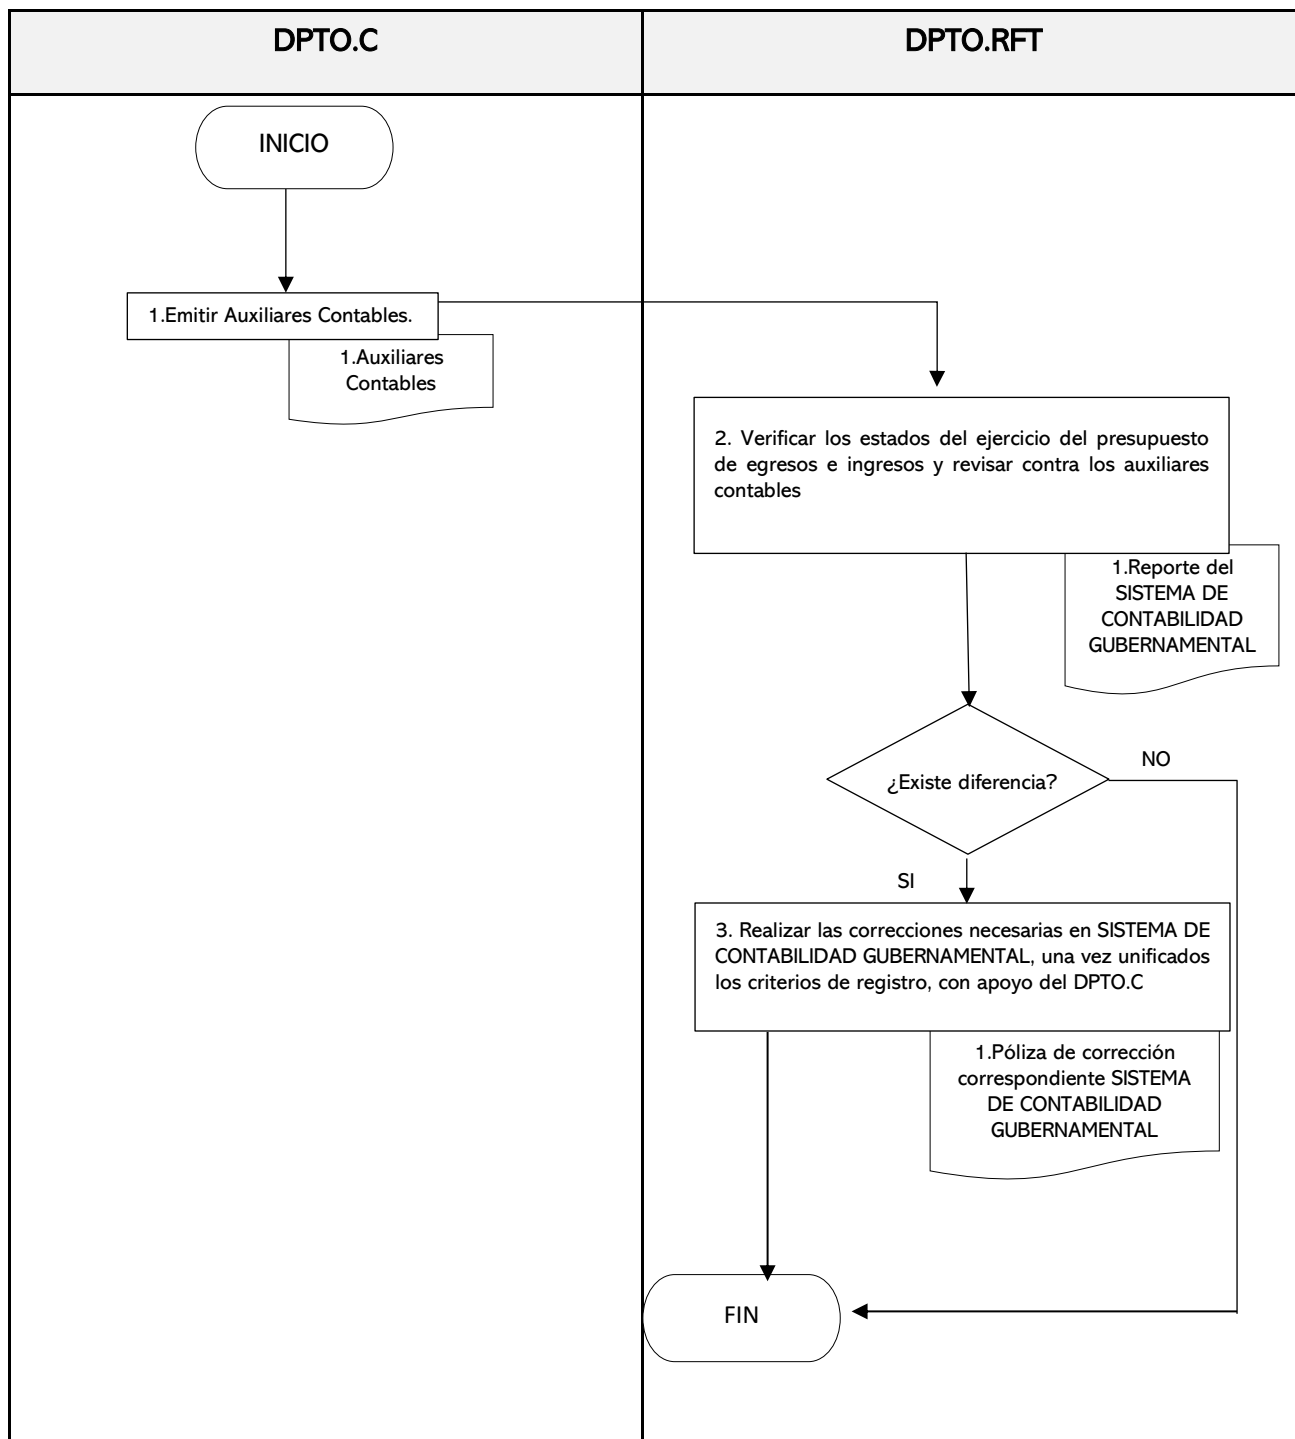 DPTO.C
DPTO.RFT
INICIO
1.Emitir Auxiliares Contables.
1.Auxiliares
Contables
2. Verificar los estados del ejercicio del presupuesto
de egresos e ingresos y revisar contra los auxiliares
contables
1.Reporte del
SISTEMA DE
CONTABILIDAD
GUBERNAMENTAL
¿Existe diferencia?
NO
SI
3. Realizar las correcciones necesarias en SISTEMA DE
CONTABILIDAD GUBERNAMENTAL, una vez unificados
los criterios de registro, con apoyo del DPTO.C
1.Póliza de corrección
correspondiente SISTEMA
DE CONTABILIDAD
GUBERNAMENTAL
FIN